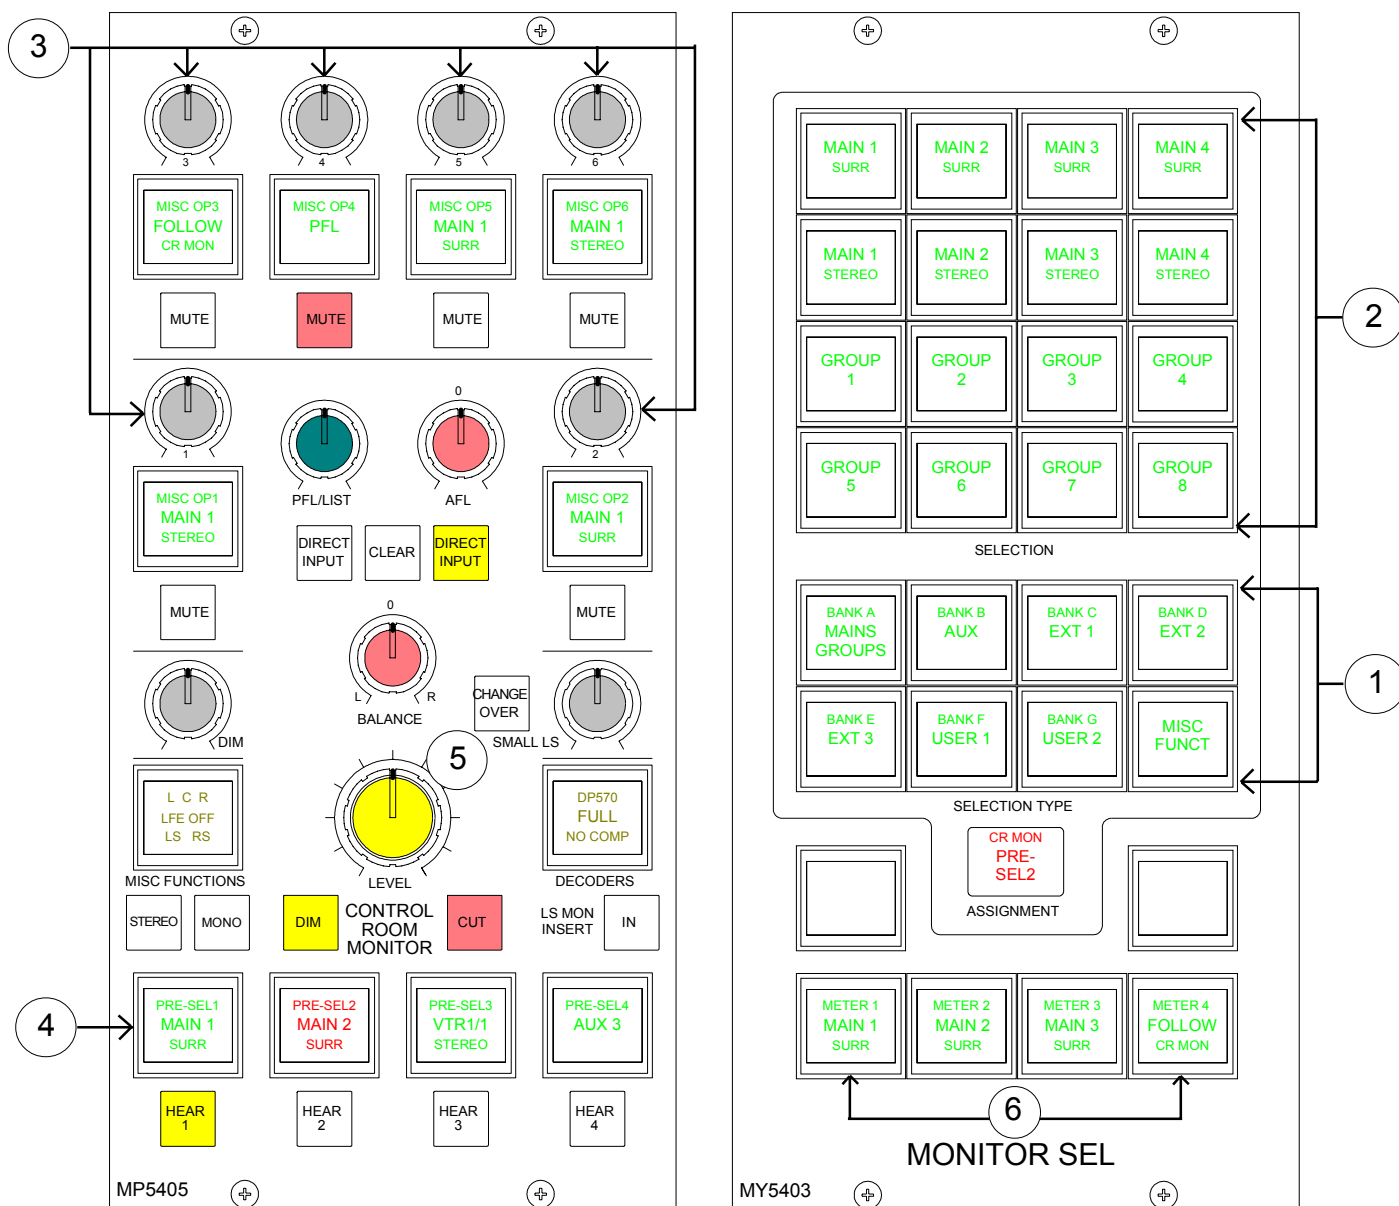 3
3
4
5
6
MISC OP3
FOLLOW
CR MON
MISC OP4
PFL
MISC OP5
MAIN 1
SURR
MISC OP6
MAIN 1
STEREO
MUTE
MUTE
MUTE
MUTE
0
1
2
PFL/LIST
AFL
MISC OP1
MAIN 1
STEREO
MISC OP2
MAIN 1
SURR
DIRECT
INPUT
CLEAR
DIRECT
INPUT
MUTE
0
MUTE
L
R
BALANCE
CHANGE
OVER
DIM
SMALL LS
5
L C R
LFE OFF
LS RS
DP570
FULL
NO COMP
MISC FUNCTIONS
LEVEL
DECODERS
STEREO
MONO
DIM
CONTROL
ROOM
MONITOR
CUT
LS MON
INSERT
IN
4
PRE-SEL1
MAIN 1
SURR
PRE-SEL2
MAIN 2
SURR
PRE-SEL3
VTR1/1
STEREO
PRE-SEL4
AUX 3
HEAR
1
HEAR
2
HEAR
3
HEAR
4
MP5405
MAIN 1
SURR
MAIN 2
SURR
MAIN 3
SURR
MAIN 4
SURR
MAIN 1
STEREO
MAIN 2
STEREO
MAIN 3
STEREO
MAIN 4
STEREO
2
GROUP
1
GROUP
2
GROUP
3
GROUP
4
GROUP
5
GROUP
6
GROUP
7
GROUP
8
SELECTION
BANK A
MAINS
GROUPS
BANK B
AUX
BANK C
EXT 1
BANK D
EXT 2
1
BANK E
EXT 3
BANK F
USER 1
BANK G
USER 2
MISC
FUNCT
SELECTION TYPE
CR MON
PRE-
SEL2
ASSIGNMENT
METER 1
MAIN 1
SURR
METER 2
MAIN 2
SURR
METER 3
MAIN 3
SURR
METER 4
FOLLOW
CR MON
6
MONITOR SEL
MY5403